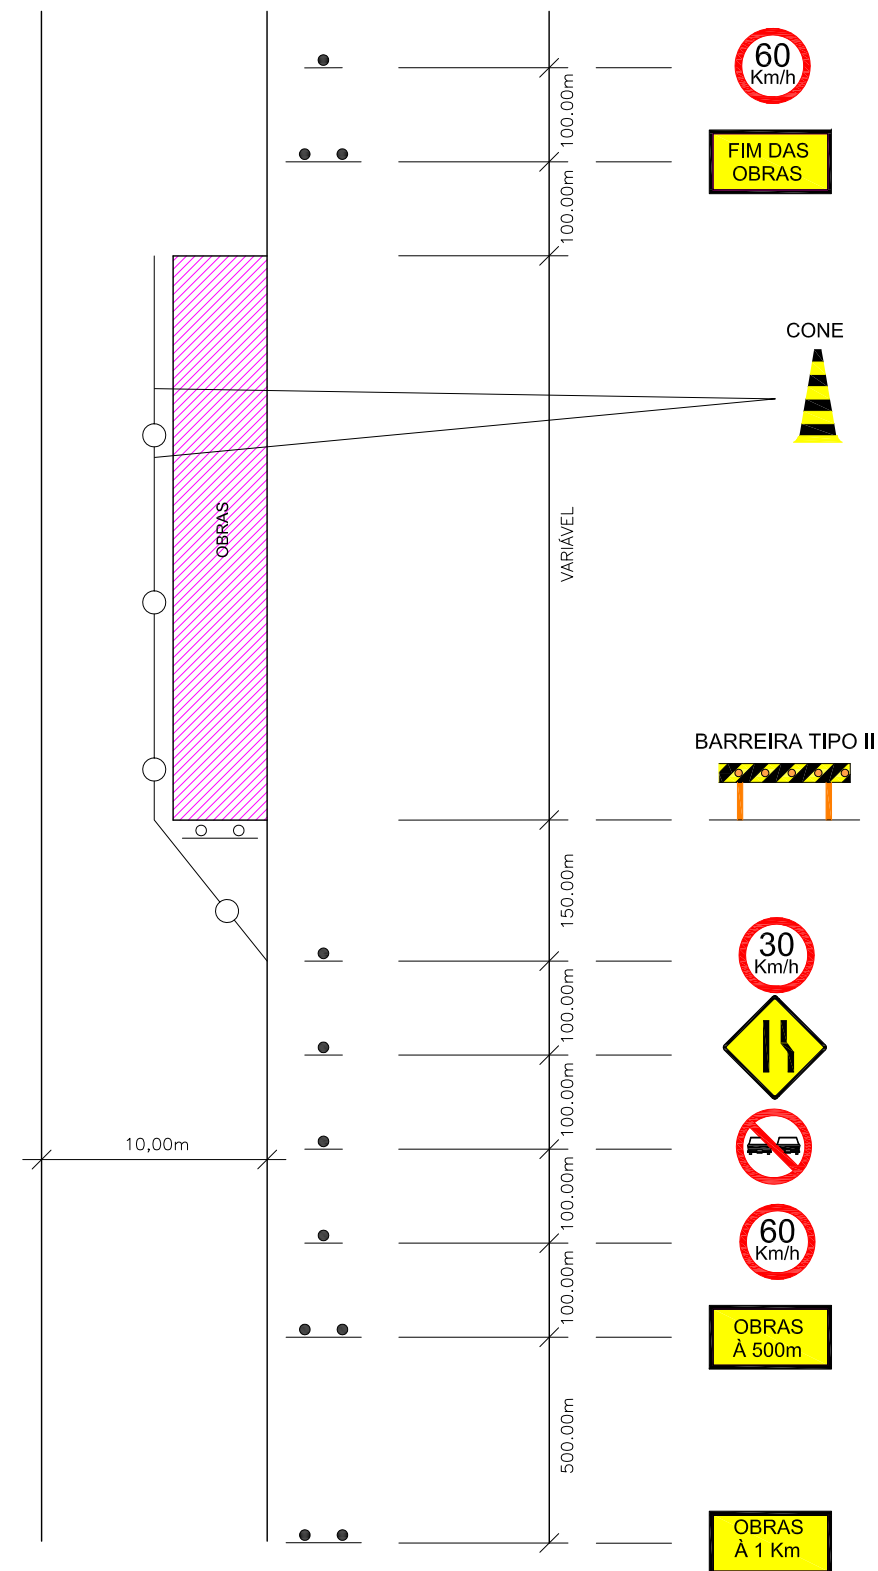 60
Km/h
100.00m
FIM DAS
OBRAS
100.00m
CONE
OBRAS
VARIÁVEL
BARREIRA TIPO II
150.00m
30
Km/h
100.00m
100.00m
10,00m
100.00m
60
Km/h
100.00m
OBRAS
À 500m
500.00m
OBRAS
À 1 Km